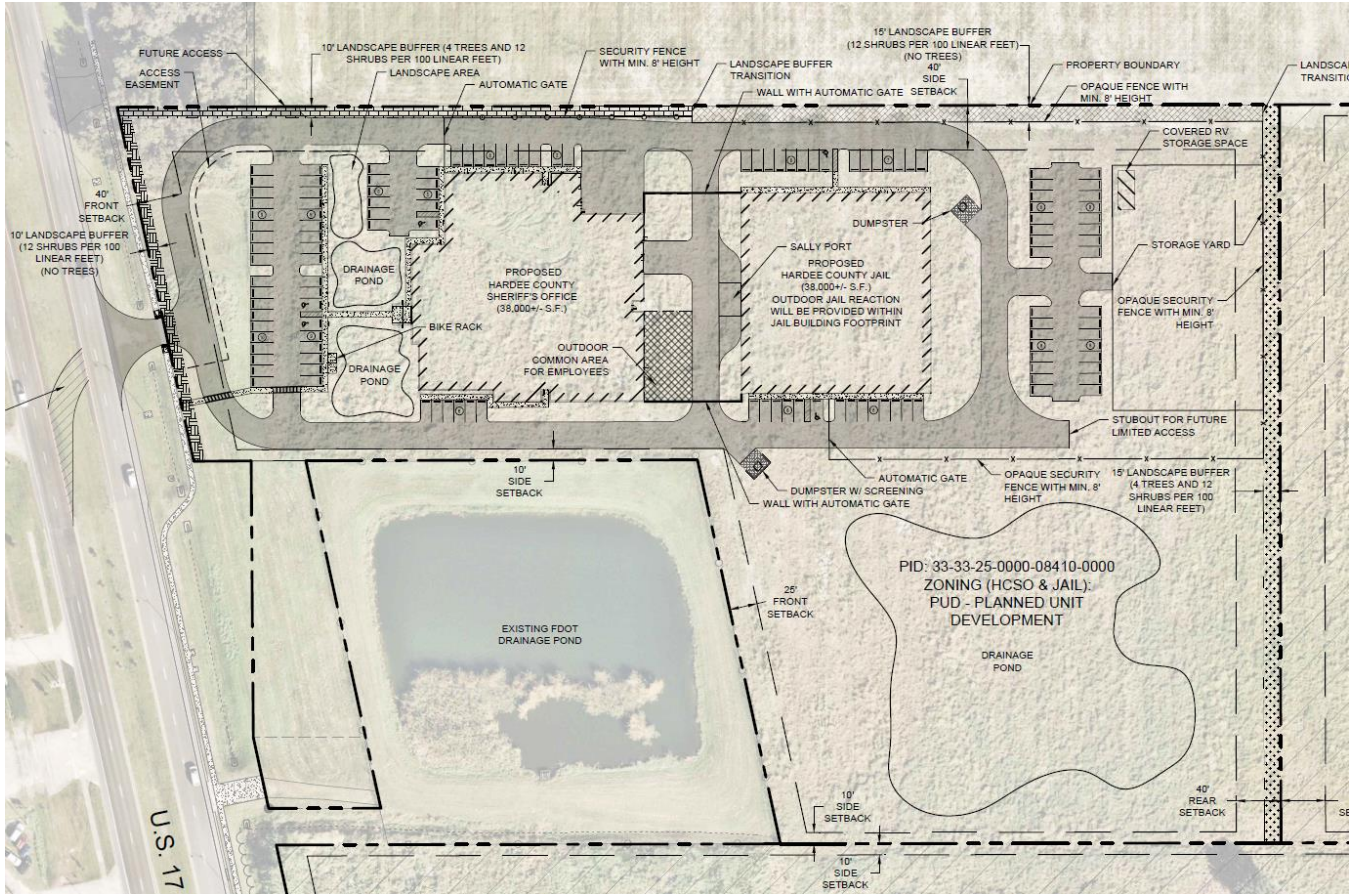 FUTURE ACCESS
ACCESS
EASEMENT
10' LANDSCAPE BUFFER (4 TREES AND 12
SHRUBS PER 100 LINEAR FEET)
LANDSCAPE AREA
AUTOMATIC GATE
SECURITY FENCE
WITH MIN. 8' HEIGHT
LANDSCAPE BUFFER
TRANSITION
WALL WITH AUTOMATIC GATE
15' LANDSCAPE BUFFER
(12 SHRUBS PER 100 LINEAR FEET)
(NO TREES)
40'
SIDE
SETBACK
PROPERTY BOUNDARY
OPAQUE FENCE WITH
MIN. 8' HEIGHT
LANDSCA
TRANSITI
COVERED RV
STORAGE SPACE
40'
FRONT
SETBACK
10' LANDSCAPE BUFFER
(12 SHRUBS PER 100
LINEAR FEET)
(NO TREES)
DRAINAGE
POND
DRAINAGE
POND
BIKE RACK
PROPOSED
HARDEE COUNTY
SHERIFF'S OFFICE
(38,000+/- S.F.)
OUTDOOR
COMMON AREA
FOR EMPLOYEES
DUMPSTER
SALLY PORT
PROPOSED
HARDEE COUNTY JAIL
(38,000+/- S.F.)
OUTDOOR JAIL REACTION
WILL BE PROVIDED WITHIN
JAIL BUILDING FOOTPRINT
STORAGE YARD
OPAQUE SECURITY
FENCE WITH MIN. 8'
HEIGHT
STUBOUT FOR FUTURE
LIMITED ACCESS
10'
SIDE
SETBACK
DUMPSTER W/ SCREENING
WALL WITH AUTOMATIC GATE
AUTOMATIC GATE
OPAQUE SECURITY
FENCE WITH MIN. 8'
HEIGHT
15' LANDSCAPE BUFFER
(4 TREES AND 12
SHRUBS PER 100
LINEAR FEET)
PID: 33-33-25-0000-08410-0000
ZONING (HCSO & JAIL):
PUD - PLANNED UNIT
DEVELOPMENT
DRAINAGE
POND
25'
FRONT
SETBACK
EXISTING FDOT
DRAINAGE POND
10'
SIDE
SETBACK
40'
REAR
SETBACK
SE
10'
SIDE
SETBACK
U.S. 17